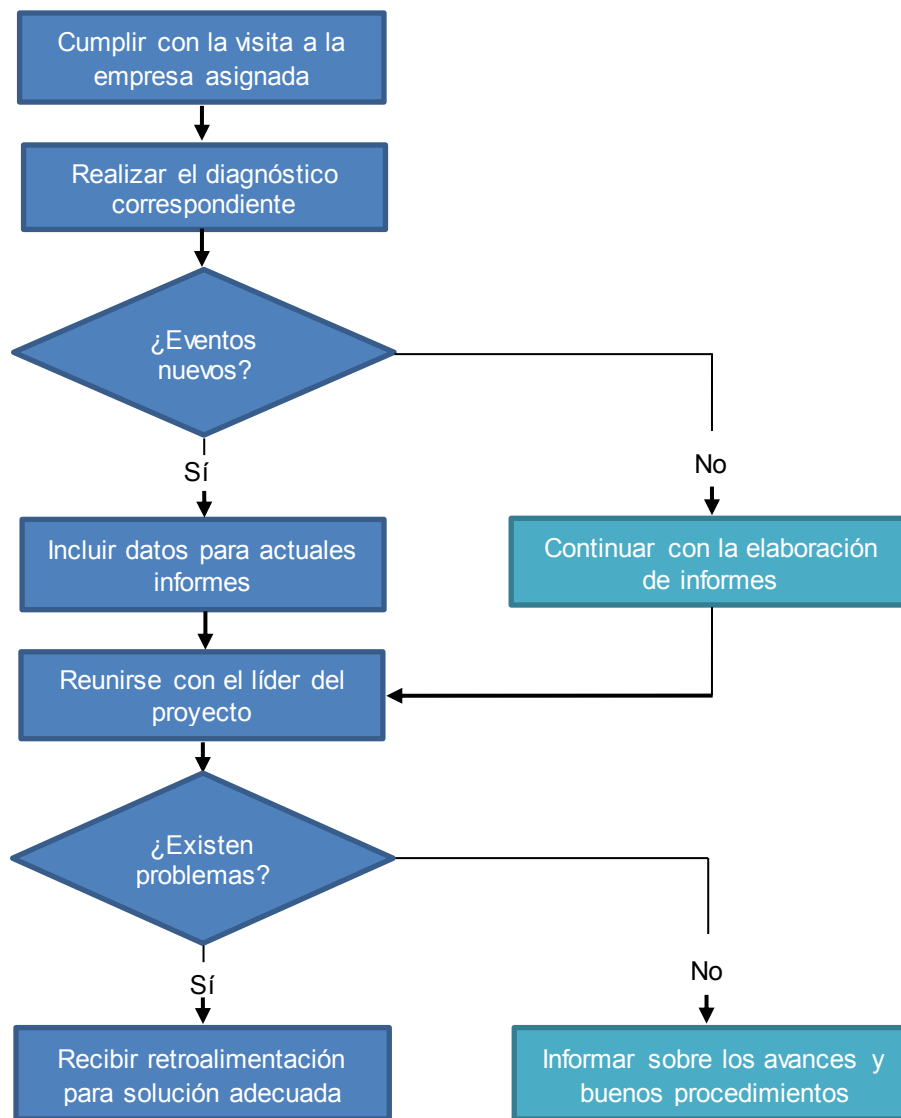 Cumplir con la visita a la
empresa asignada
Realizar el diagnóstico
correspondiente
¿Eventos
nuevos?
Sí
No
Incluir datos para actuales
informes
Continuar con la elaboración
de informes
Reunirse con el líder del
proyecto
¿Existen
problemas?
Sí
No
Recibir retroalimentación
para solución adecuada
Informar sobre los avances y
buenos procedimientos